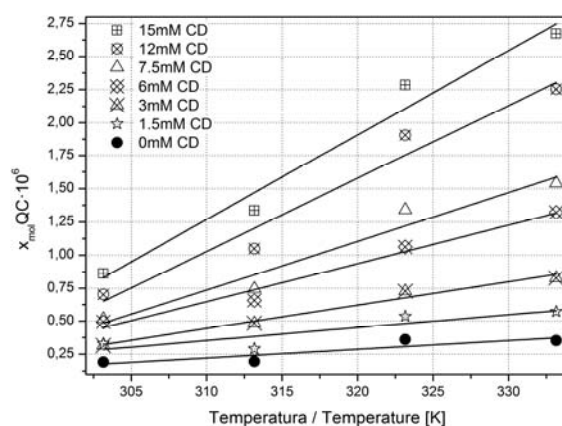 2,75
2,50
2,25
2,00
1,75
1,50
1,25
1,00
0,75
0,50
0,25
x_mol QC·10^6
15mM CD
12mM CD
7.5mM CD
6mM CD
3mM CD
1.5mM CD
0mM CD
305 310 315 320 325 330
Temperatura / Temperature [K]